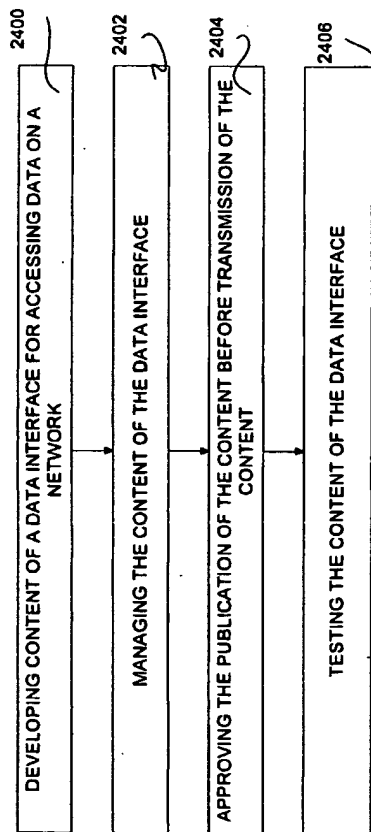 2400
DEVELOPING CONTENT OF A DATA INTERFACE FOR ACCESSING DATA ON A
NETWORK
2402
MANAGING THE CONTENT OF THE DATA INTERFACE
2404
APPROVING THE PUBLICATION OF THE CONTENT BEFORE TRANSMISSION OF THE
CONTENT
2406
TESTING THE CONTENT OF THE DATA INTERFACE